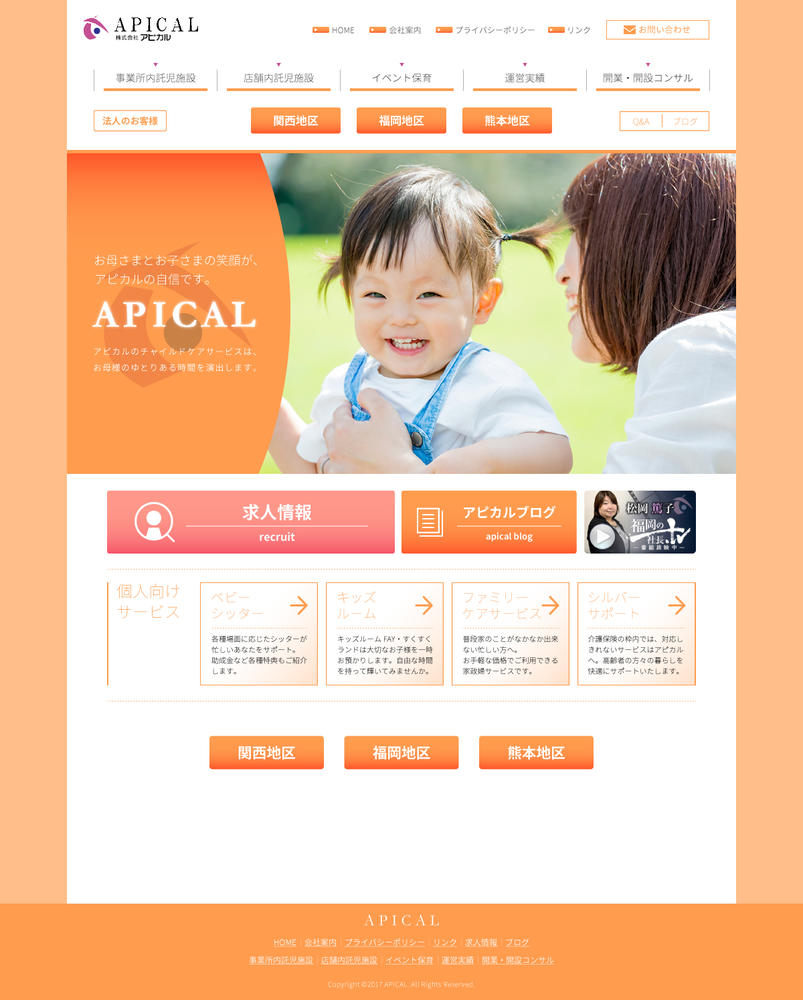 APICAL
株式会社 アピカル
HOME
会社案内
プライバシーポリシー
リンク
お問い合わせ
事業所内託児施設
店舗内託児施設
イベント保育
運営実績
開業・開設コンサル
法人のお客様
関西地区
福岡地区
熊本地区
Q&A
ブログ
お母さまとお子さまの笑顔が、
アピカルの自信です。
APICAL
アピカルのチャイルドケアサービスは、
お母様のゆとりある時間を演出します。
求人情報
recruit
アピカルブログ
apical blog
松岡 篤子
福岡の
社長.tv
個人向け
サービス
ベビー
シッター
各種場面に応じたシッターが
忙しいあなたをサポート。
助成金など各種特典もご紹介
します。
キッズ
ルーム
キッズルーム FAY・すくすく
ランドは大切なお子様を一時
お預かりします。自由な時間
を持って輝いてみませんか。
ファミリー
ケアサービス
普段家のことがなかなか出来
ない忙しい方へ。
お手軽な価格でご利用できる
家政婦サービスです。
シルバー
サポート
介護保険の枠内では、対応し
きれないサービスはアピカル
へ。高齢者の方々の暮らしを
快適にサポートいたします。
関西地区
福岡地区
熊本地区
APICAL
HOME | 会社案内 | プライバシーポリシー | リンク | 求人情報 | ブログ
事業所内託児施設 | 店舗内託児施設 | イベント保育 | 運営実績 | 開業・開設コンサル
Copyright ©2017 APICAL. All Rights Reserved.